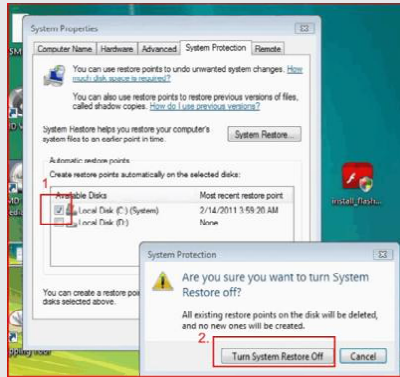 System Properties
Computer Name Hardware Advanced System Protection Remote
You can use restore points to undo unwanted system changes. How
much disk space is required?
You can also use restore points to restore previous versions of files,
called shadow copies. How do I use previous versions?
System Restore helps you restore your computer's
system files to an earlier point in time.
System Restore...
Automatic restore points
Create restore points automatically on the selected disks:
1
Available Disks Most recent restore point
Local Disk (C:) (System) 2/14/2011 3:59:20 AM
Local Disk (D:) None
You can create a restore poi
disks selected above.
install_flash...
System Protection
Are you sure you want to turn System
Restore off?
All existing restore points on the disk will be deleted,
and no new ones will be created.
2.
Turn System Restore Off Cancel